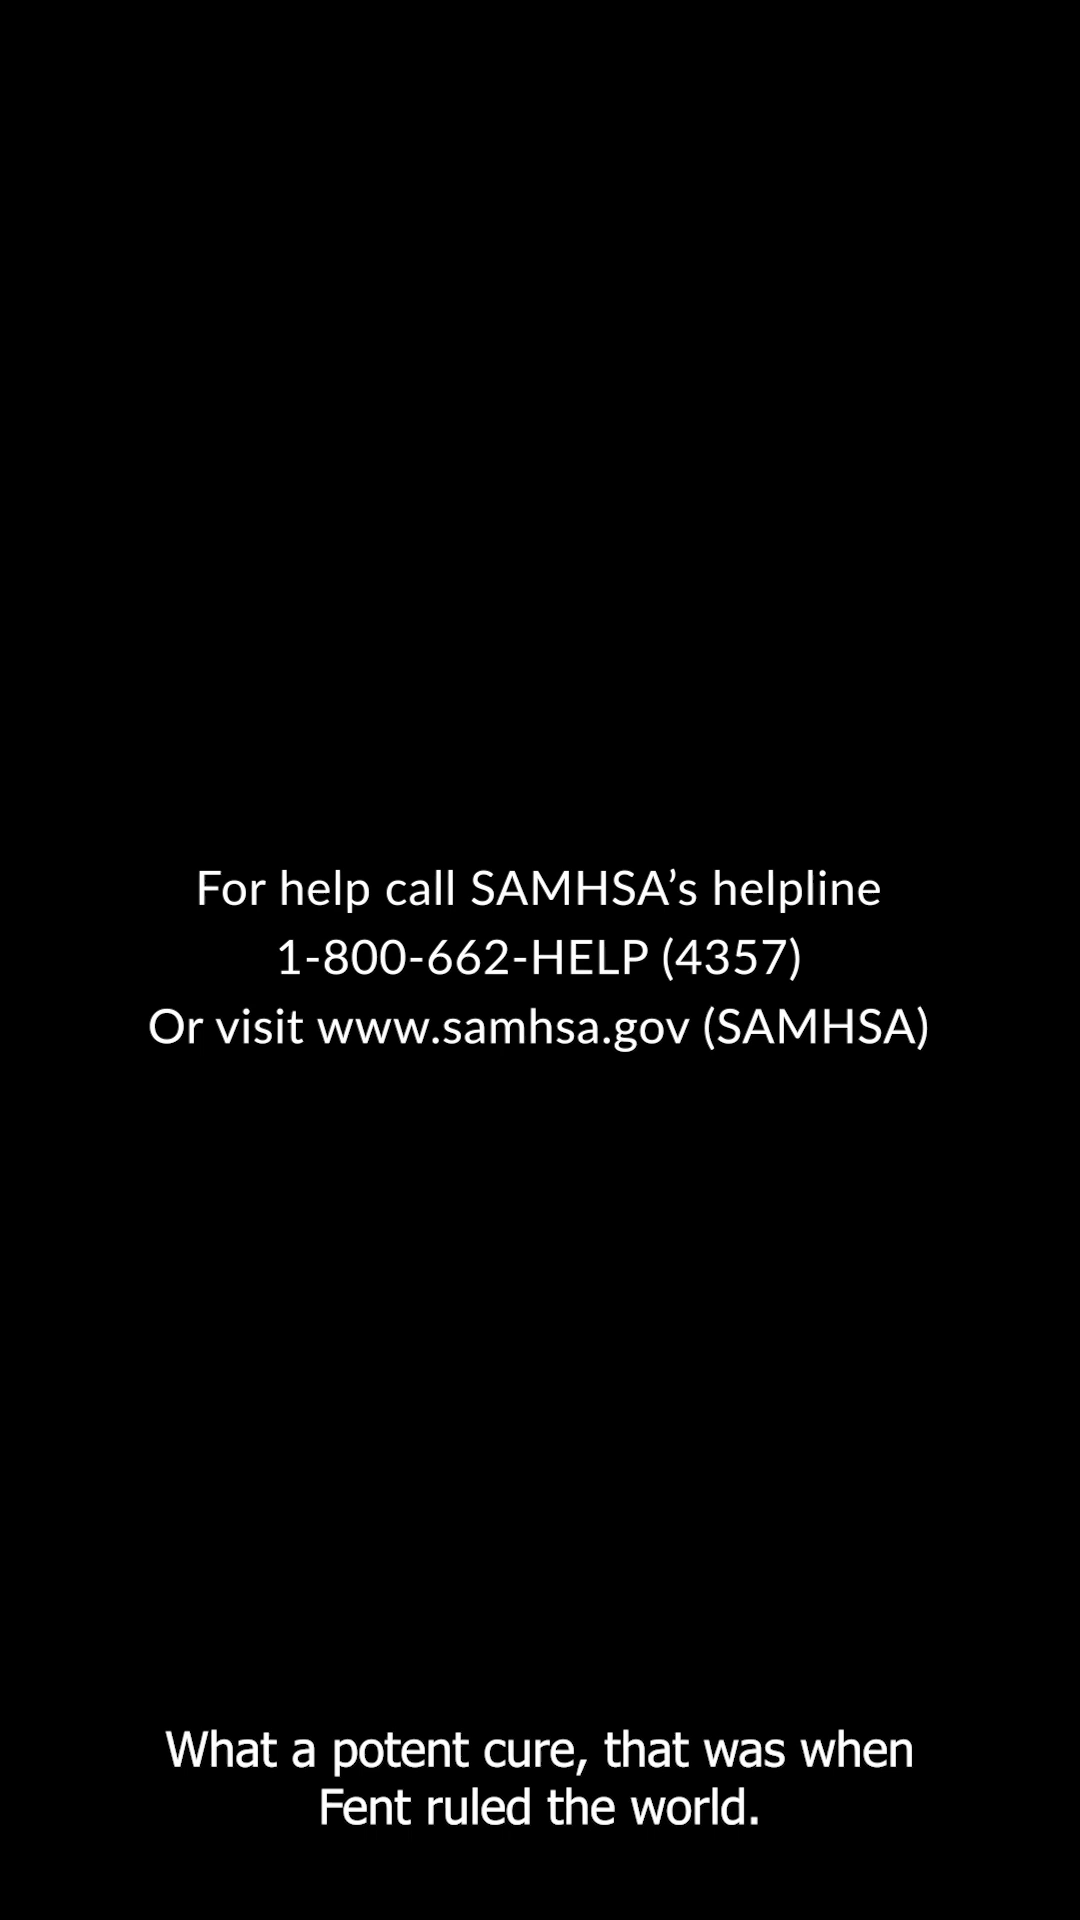 For help call SAMHSA’s helpline
1-800-662-HELP (4357)
Or visit www.samhsa.gov (SAMHSA)
What a potent cure, that was when
Fent ruled the world.